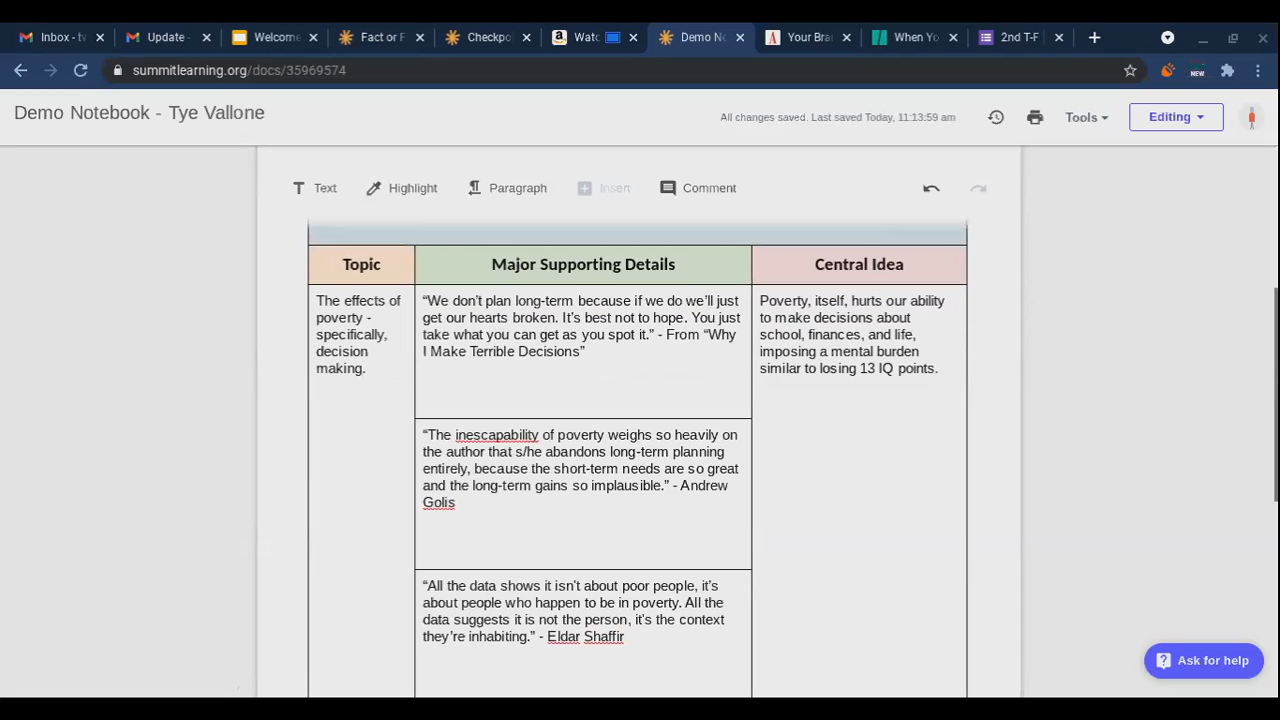 Inbox - tv
Update -
Welcome
Fact or F
Checkpo
Watc
Demo No
Your Bra
When Yo
2nd T-F
summitlearning.org/docs/35969574
NEW
Demo Notebook - Tye Vallone
All changes saved. Last saved Today, 11:13:59 am
Tools
Editing
Text
Highlight
Paragraph
Insert
Comment
Topic
Major Supporting Details
Central Idea
The effects of
poverty -
specifically,
decision
making.
“We don’t plan long-term because if we do we’ll just
get our hearts broken. It’s best not to hope. You just
take what you can get as you spot it.” - From “Why
I Make Terrible Decisions”
“The inescapability of poverty weighs so heavily on
the author that s/he abandons long-term planning
entirely, because the short-term needs are so great
and the long-term gains so implausible.” - Andrew
Golis
“All the data shows it isn’t about poor people, it’s
about people who happen to be in poverty. All the
data suggests it is not the person, it's the context
they’re inhabiting.” - Eldar Shaffir
Poverty, itself, hurts our ability
to make decisions about
school, finances, and life,
imposing a mental burden
similar to losing 13 IQ points.
Ask for help